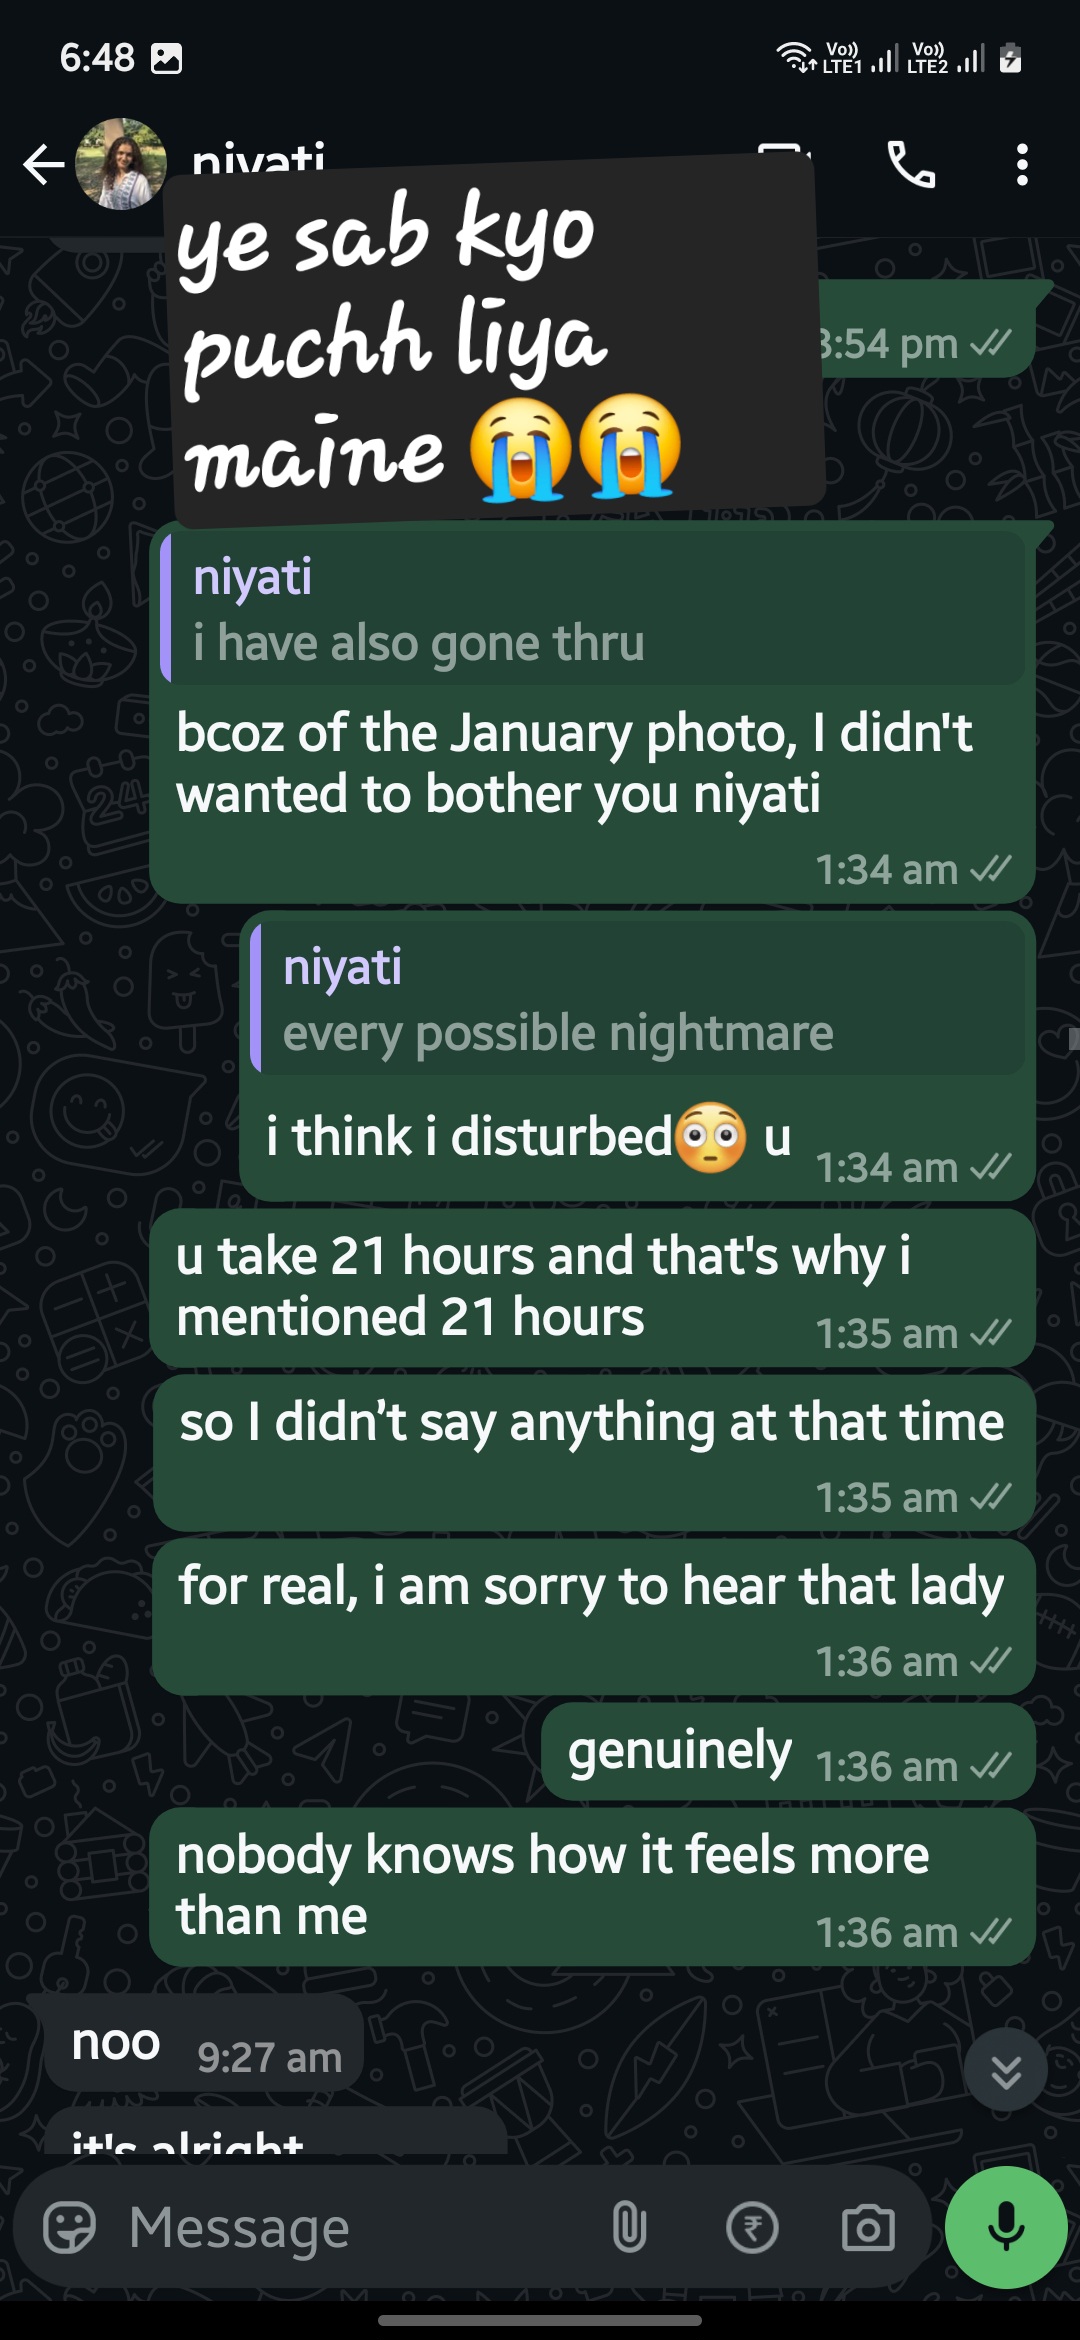 6:48
Vo)) LTE1 Vo)) LTE2
niyati
ye sab kyo
puchh liya
maine 😭😭
3:54 pm
niyati
i have also gone thru
bcoz of the January photo, I didn't
wanted to bother you niyati
1:34 am
niyati
every possible nightmare
i think i disturbed😳 u
1:34 am
u take 21 hours and that's why i
mentioned 21 hours
1:35 am
so I didn’t say anything at that time
1:35 am
for real, i am sorry to hear that lady
1:36 am
genuinely 1:36 am
nobody knows how it feels more
than me
1:36 am
noo 9:27 am
it's alright
Message